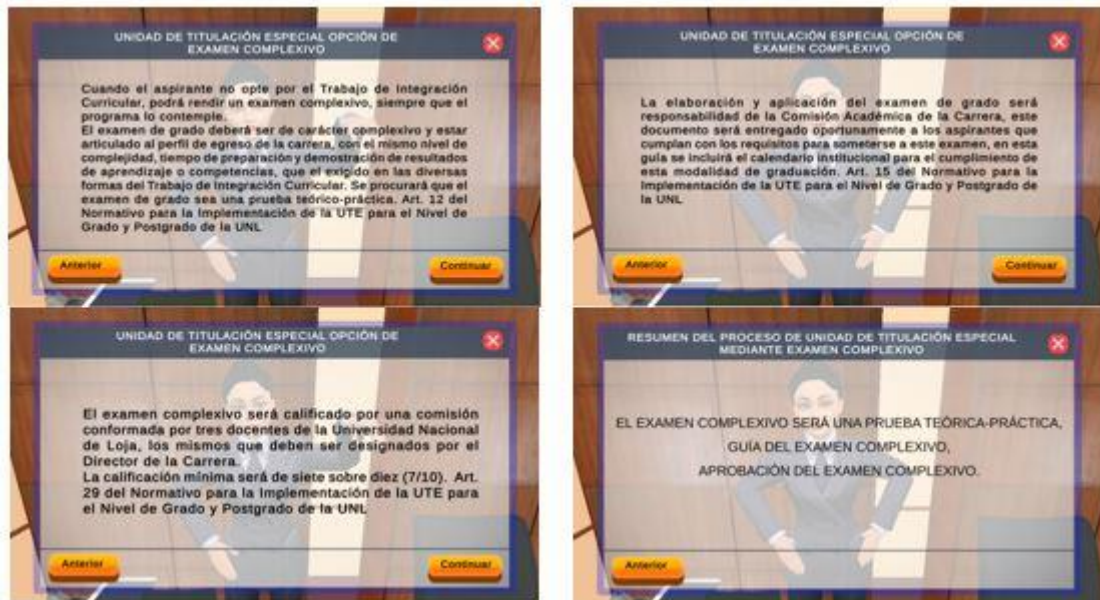 UNIDAD DE TITULACIÓN ESPECIAL OPCIÓN DE
EXAMEN COMPLEXIVO
Cuando el aspirante no opte por el Trabajo de Integración
Curricular, podrá rendir un examen complexivo, siempre que el
programa lo contemple.
El examen de grado deberá ser de carácter complexivo y estar
articulado al perfil de egreso de la carrera, con el mismo nivel de
complejidad, tiempo de preparación y demostración de resultados
de aprendizaje o competencias, que el exigido en las diversas
formas del Trabajo de Integración Curricular. Se procurará que el
examen de grado sea una prueba teórico-práctica. Art. 12 del
Normativo para la Implementación de la UTE para el Nivel de
Grado y Postgrado de la UNL
Anterior
Continuar
UNIDAD DE TITULACIÓN ESPECIAL OPCIÓN DE
EXAMEN COMPLEXIVO
La elaboración y aplicación del examen de grado será
responsabilidad de la Comisión Académica de la Carrera, este
documento será entregado oportunamente a los aspirantes que
cumplan con los requisitos para someterse a este examen, en esta
guía se incluirá el calendario institucional para el cumplimiento de
esta modalidad de graduación. Art. 15 del Normativo para la
Implementación de la UTE para el Nivel de Grado y Postgrado de
la UNL
Anterior
Continuar
UNIDAD DE TITULACIÓN ESPECIAL OPCIÓN DE
EXAMEN COMPLEXIVO
El examen complexivo será calificado por una comisión
conformada por tres docentes de la Universidad Nacional
de Loja, los mismos que deben ser designados por el
Director de la Carrera.
La calificación mínima será de siete sobre diez (7/10). Art.
29 del Normativo para la Implementación de la UTE para
el Nivel de Grado y Postgrado de la UNL
Anterior
Continuar
RESUMEN DEL PROCESO DE UNIDAD DE TITULACIÓN ESPECIAL
MEDIANTE EXAMEN COMPLEXIVO
EL EXAMEN COMPLEXIVO SERÁ UNA PRUEBA TEÓRICA-PRÁCTICA,
GUÍA DEL EXAMEN COMPLEXIVO,
APROBACIÓN DEL EXAMEN COMPLEXIVO.
Anterior